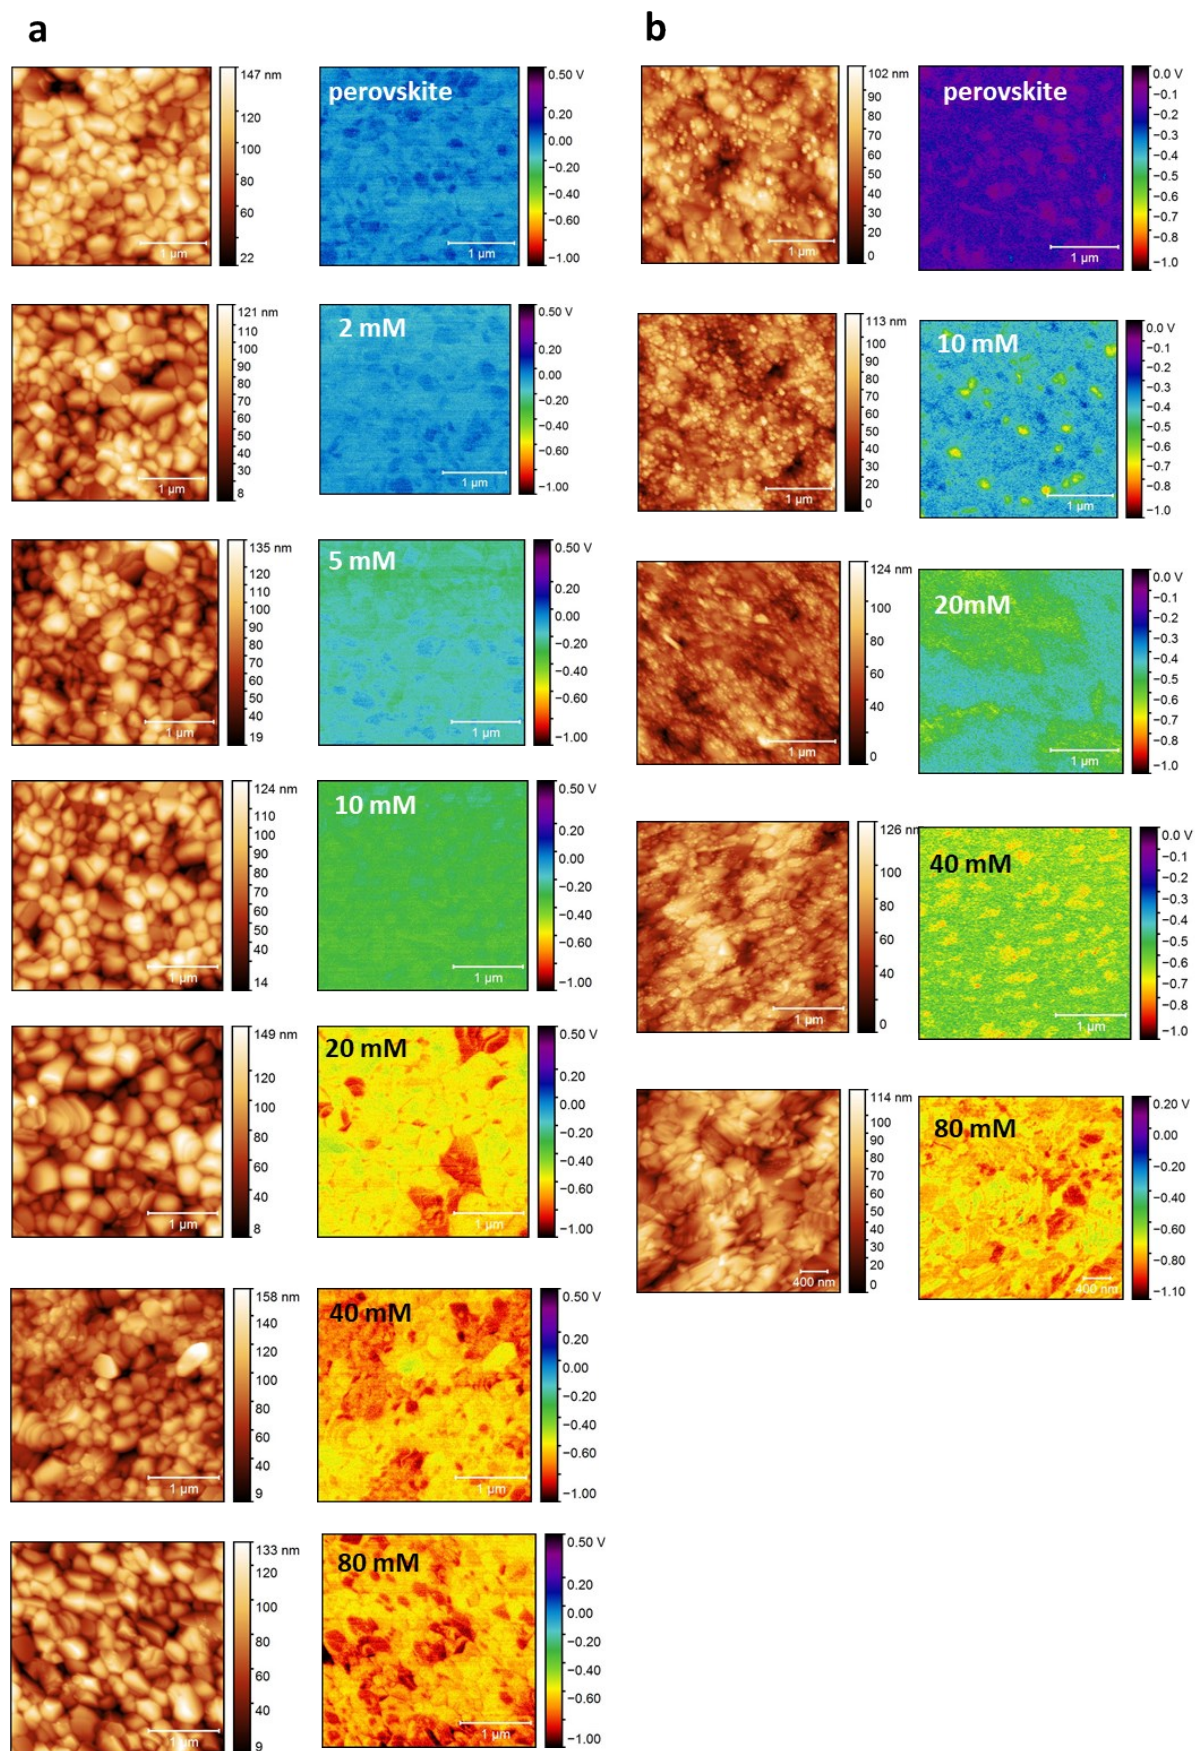 a
b
147 nm
120
100
80
60
22
1 µm
perovskite
0.50 V
0.20
0.00
−0.20
−0.40
−0.60
−1.00
1 µm
102 nm
90
80
70
60
50
40
30
20
0
1 µm
perovskite
0.0 V
−0.1
−0.2
−0.3
−0.4
−0.5
−0.6
−0.7
−0.8
−1.0
1 µm
121 nm
110
100
90
80
70
60
50
40
30
8
1 µm
2 mM
0.50 V
0.20
0.00
−0.20
−0.40
−0.60
−1.00
1 µm
113 nm
100
90
80
70
60
50
40
30
20
0
1 µm
10 mM
0.0 V
−0.1
−0.2
−0.3
−0.4
−0.5
−0.6
−0.7
−0.8
−1.0
1 µm
135 nm
120
110
100
90
80
70
60
50
40
19
1 µm
5 mM
0.50 V
0.20
0.00
−0.20
−0.40
−0.60
−1.00
1 µm
124 nm
100
80
60
40
0
1 µm
20mM
0.0 V
−0.1
−0.2
−0.3
−0.4
−0.5
−0.6
−0.7
−0.8
−1.0
1 µm
124 nm
110
100
90
80
70
60
50
40
14
1 µm
10 mM
0.50 V
0.20
0.00
−0.20
−0.40
−0.60
−1.00
1 µm
126 nm
100
80
60
40
0
1 µm
40 mM
0.0 V
−0.1
−0.2
−0.3
−0.4
−0.5
−0.6
−0.7
−0.8
−1.0
1 µm
149 nm
120
100
80
60
40
8
1 µm
20 mM
0.50 V
0.20
0.00
−0.20
−0.40
−0.60
−1.00
1 µm
114 nm
100
90
80
70
60
50
40
30
20
0
400 nm
80 mM
0.20 V
0.00
−0.20
−0.40
−0.60
−0.80
−1.10
400 nm
158 nm
140
120
100
80
60
40
9
1 µm
40 mM
0.50 V
0.20
0.00
−0.20
−0.40
−0.60
−1.00
1 µm
133 nm
120
100
80
60
40
9
1 µm
80 mM
0.50 V
0.20
0.00
−0.20
−0.40
−0.60
−1.00
1 µm